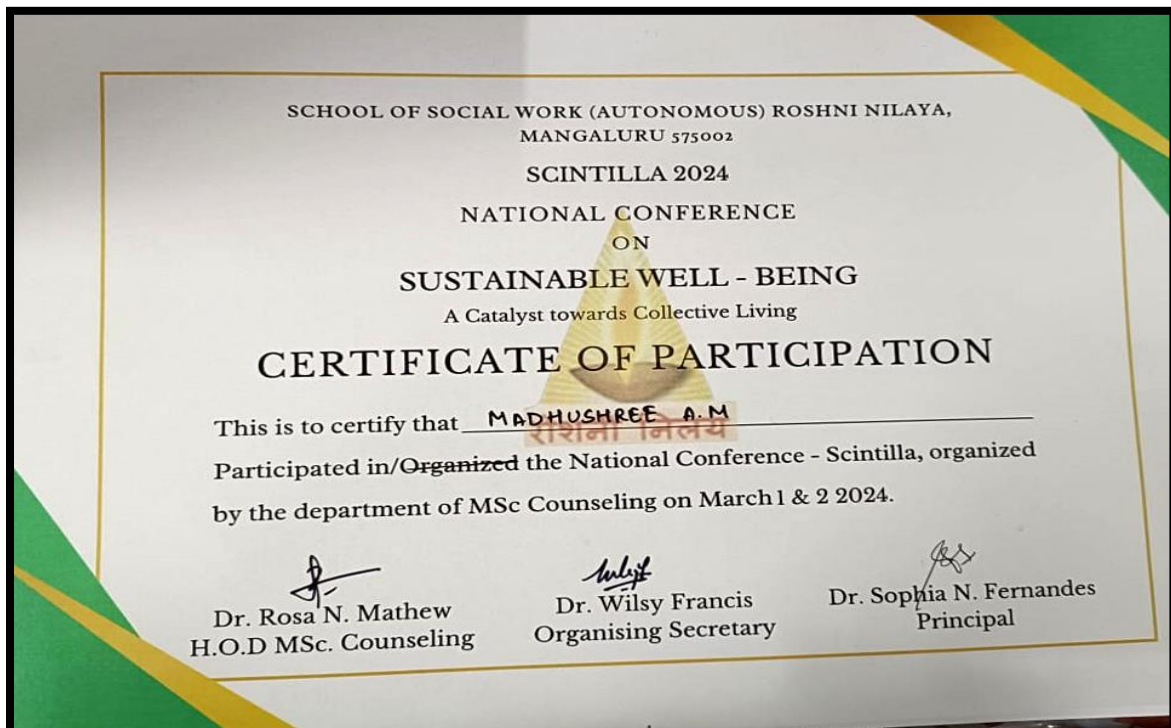 SCHOOL OF SOCIAL WORK (AUTONOMOUS) ROSHNI NILAYA,
MANGALURU 575002
SCINTILLA 2024
NATIONAL CONFERENCE
ON
SUSTAINABLE WELL - BEING
A Catalyst towards Collective Living
CERTIFICATE OF PARTICIPATION
This is to certify that MADHUSHREE A.M
रोशनी निलय
Participated in/Organized the National Conference - Scintilla, organized
by the department of MSc Counseling on March 1 & 2 2024.
Dr. Rosa N. Mathew Dr. Wilsy Francis Dr. Sophia N. Fernandes
H.O.D MSc. Counseling Organising Secretary Principal